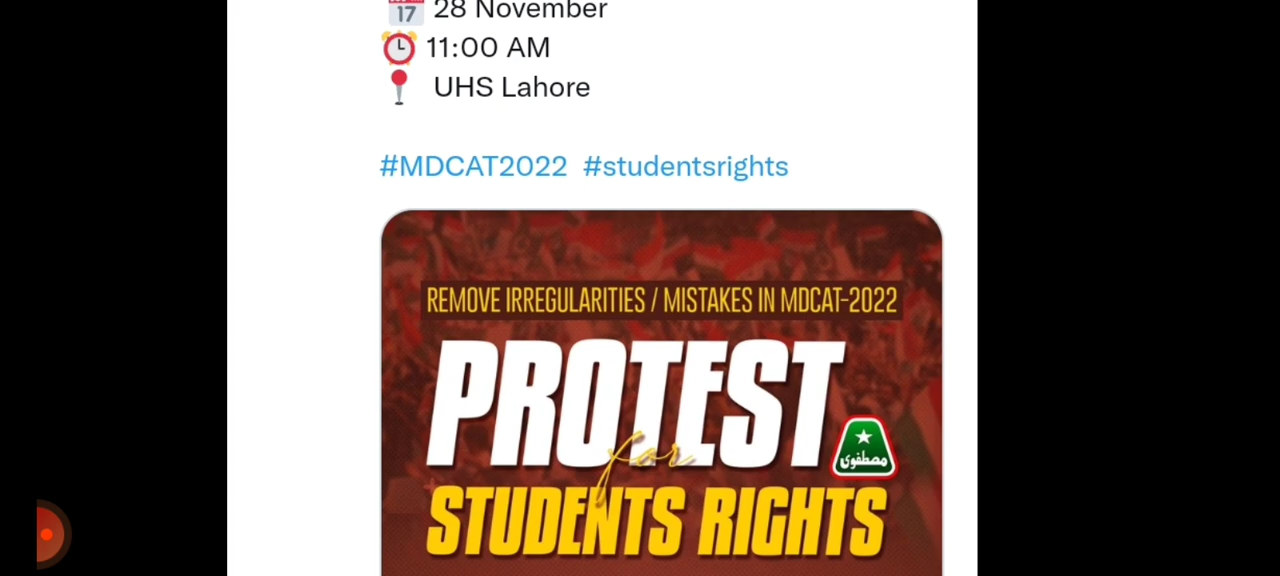 17 28 November
11:00 AM
UHS Lahore
#MDCAT2022 #studentsrights
REMOVE IRREGULARITIES / MISTAKES IN MDCAT-2022
PROTEST
for
مصطفوی
STUDENTS RIGHTS